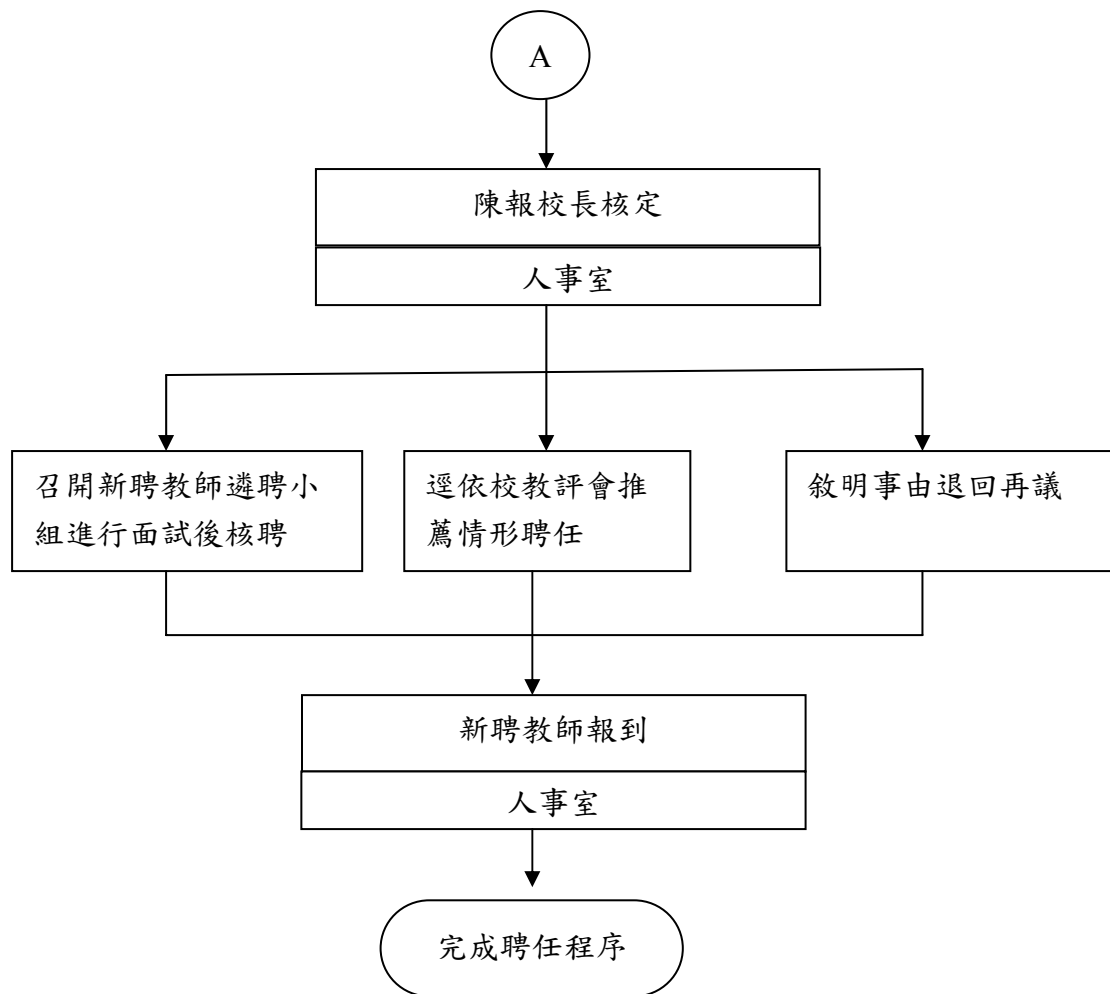 A
陳報校長核定
人事室
召開新聘教師遴聘小
組進行面試後核聘
逕依校教評會推
薦情形聘任
敘明事由退回再議
新聘教師報到
人事室
完成聘任程序